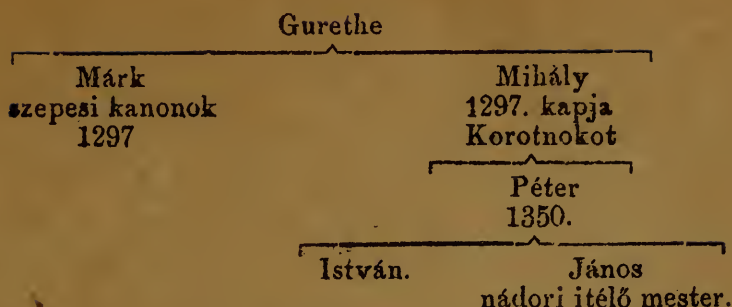 Gurethe
Márk
szepesi kanonok
1297
Mihály
1297. kapja
Korotnokot
Péter
1350.
István.
János
nádori itélő mester.